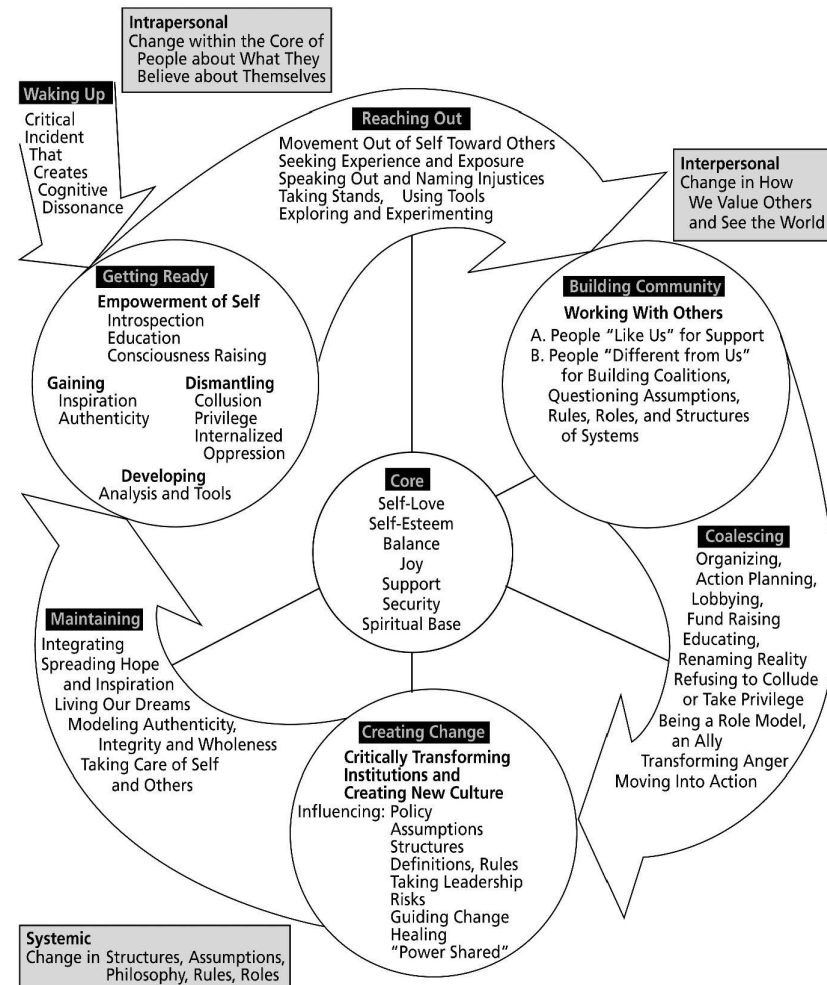 Intrapersonal
Change within the Core of
People about What They
Believe about Themselves
Waking Up
Critical
Incident
That
Creates
Cognitive
Dissonance
Reaching Out
Movement Out of Self Toward Others
Seeking Experience and Exposure
Speaking Out and Naming Injustices
Taking Stands, Using Tools
Exploring and Experimenting
Interpersonal
Change in How
We Value Others
and See the World
Getting Ready
Empowerment of Self
Introspection
Education
Consciousness Raising
Gaining
Inspiration
Authenticity
Dismantling
Collusion
Privilege
Internalized
Oppression
Developing
Analysis and Tools
Building Community
Working With Others
A. People “Like Us” for Support
B. People “Different from Us”
for Building Coalitions,
Questioning Assumptions,
Rules, Roles, and Structures
of Systems
Core
Self-Love
Self-Esteem
Balance
Joy
Support
Security
Spiritual Base
Coalescing
Organizing,
Action Planning,
Lobbying,
Fund Raising
Educating,
Renaming Reality
Refusing to Collude
or Take Privilege
Being a Role Model,
an Ally
Transforming Anger
Moving Into Action
Maintaining
Integrating
Spreading Hope
and Inspiration
Living Our Dreams
Modeling Authenticity,
Integrity and Wholeness
Taking Care of Self
and Others
Creating Change
Critically Transforming
Institutions and
Creating New Culture
Influencing: Policy
Assumptions
Structures
Definitions, Rules
Taking Leadership
Risks
Guiding Change
Healing
“Power Shared”
Systemic
Change in Structures, Assumptions,
Philosophy, Rules, Roles